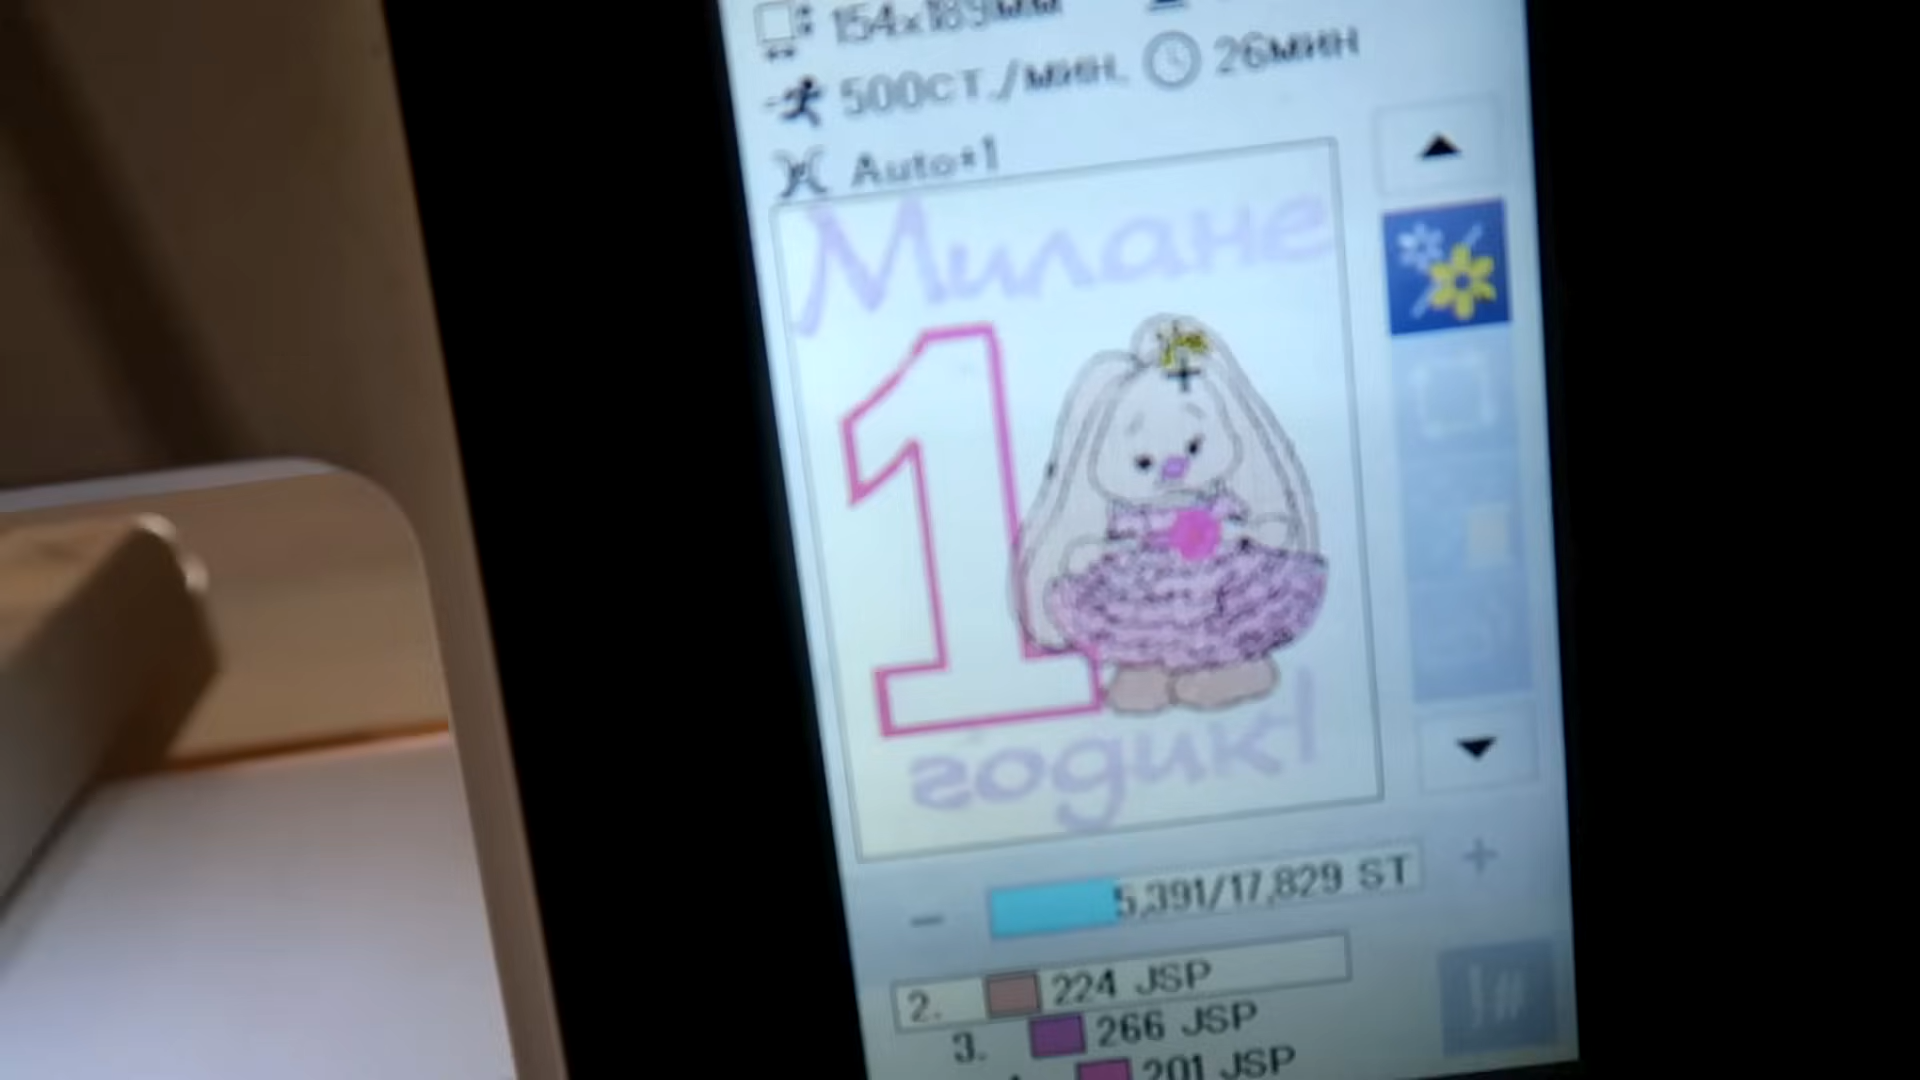 154x189мм
500ст./мин. 26мин
Auto+1
Милане
1
годик!
5,391/17,829 ST
2. 224 JSP
3. 266 JSP
201 JSP